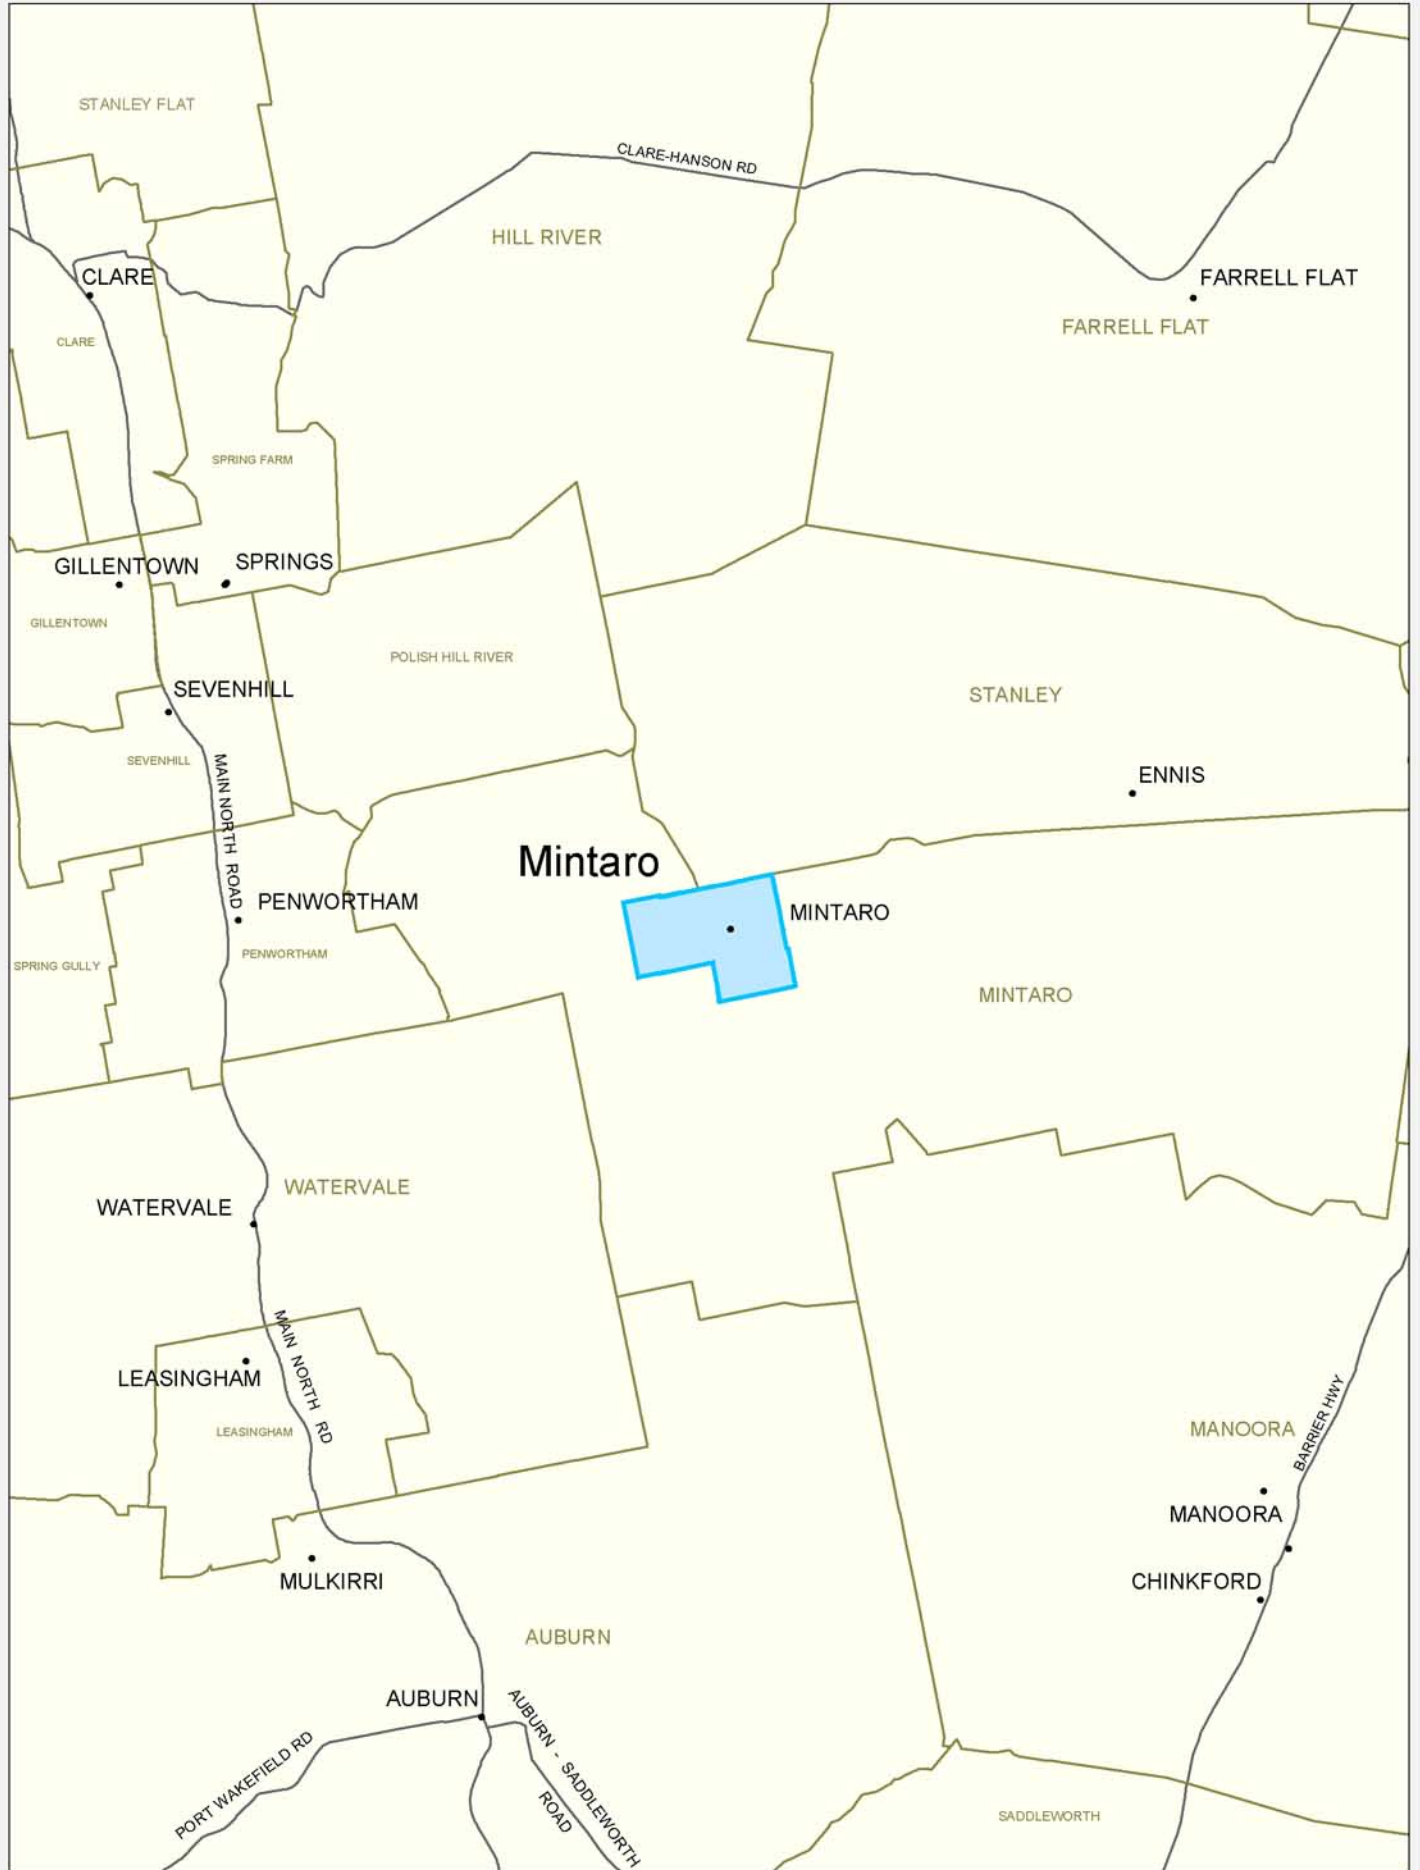 STANLEY FLAT
CLARE-HANSON RD
HILL RIVER
CLARE
FARRELL FLAT
FARRELL FLAT
CLARE
SPRING FARM
GILLENTOWN
SPRINGS
GILLENTOWN
POLISH HILL RIVER
SEVENHILL
STANLEY
SEVENHILL
MAIN NORTH ROAD
ENNIS
Mintaro
PENWORTHAM
MINTARO
PENWORTHAM
SPRING GULLY
MINTARO
WATERVALE
WATERVALE
MAIN NORTH RD
LEASINGHAM
LEASINGHAM
BARRIER HWY
MANOORA
MANOORA
MULKIRRI
CHINKFORD
AUBURN
AUBURN
AUBURN - SADDLEWORTH
ROAD
PORT WAKEFIELD RD
SADDLEWORTH